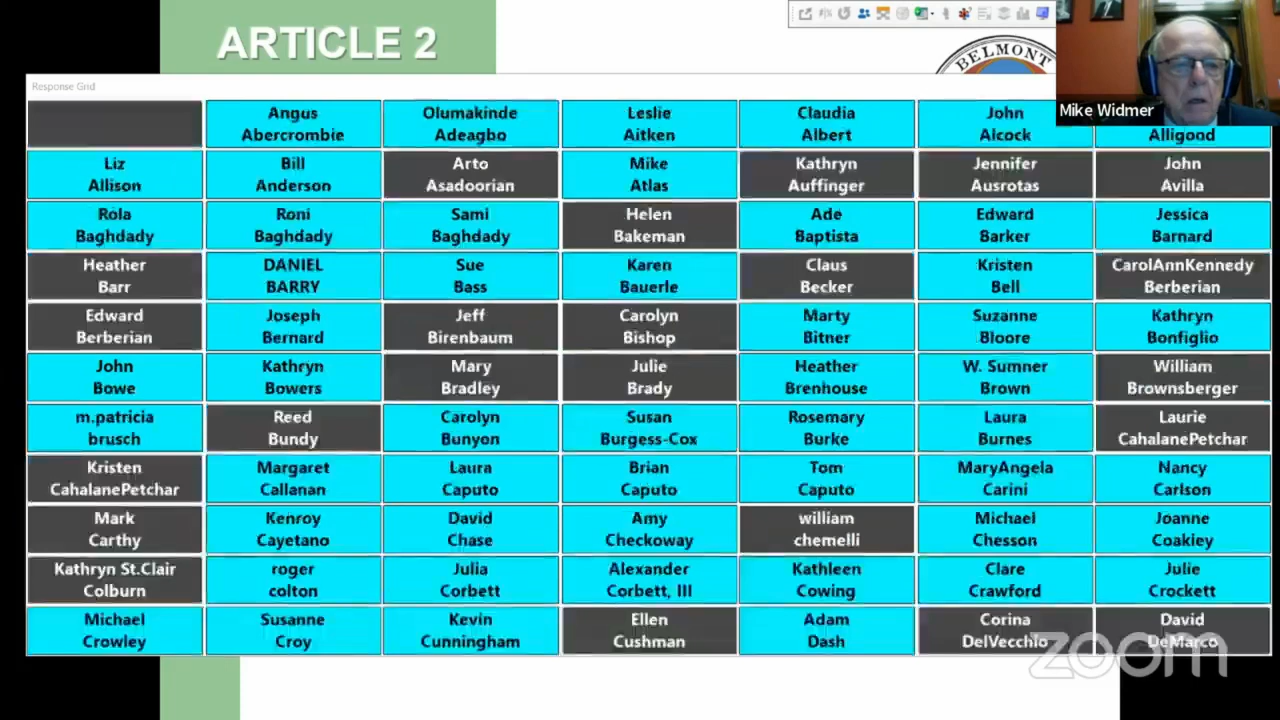 ARTICLE 2
BELMONT
Mike Widmer
Response Grid
Angus Abercrombie
Olumakinde Adeagbo
Leslie Aitken
Claudia Albert
John Alcock
Alligood
Liz Allison
Bill Anderson
Arto Asadoorian
Mike Atlas
Kathryn Auffinger
Jennifer Ausrotas
John Avilla
Rola Baghdady
Roni Baghdady
Sami Baghdady
Helen Bakeman
Ade Baptista
Edward Barker
Jessica Barnard
Heather Barr
DANIEL BARRY
Sue Bass
Karen Bauerle
Claus Becker
Kristen Bell
CarolAnnKennedy Berberian
Edward Berberian
Joseph Bernard
Jeff Birenbaum
Carolyn Bishop
Marty Bitner
Suzanne Bloore
Kathryn Bonfiglio
John Bowe
Kathryn Bowers
Mary Bradley
Julie Brady
Heather Brenhouse
W. Sumner Brown
William Brownsberger
m.patricia brusch
Reed Bundy
Carolyn Bunyon
Susan Burgess-Cox
Rosemary Burke
Laura Burnes
Laurie CahalanePetchar
Kristen CahalanePetchar
Margaret Callanan
Laura Caputo
Brian Caputo
Tom Caputo
MaryAngela Carini
Nancy Carlson
Mark Carthy
Kenroy Cayetano
David Chase
Amy Checkoway
william chemelli
Michael Chesson
Joanne Coakley
Kathryn St.Clair Colburn
roger colton
Julia Corbett
Alexander Corbett, III
Kathleen Cowing
Clare Crawford
Julie Crockett
Michael Crowley
Susanne Croy
Kevin Cunningham
Ellen Cushman
Adam Dash
Corina DelVecchio
David DeMarco
zoom